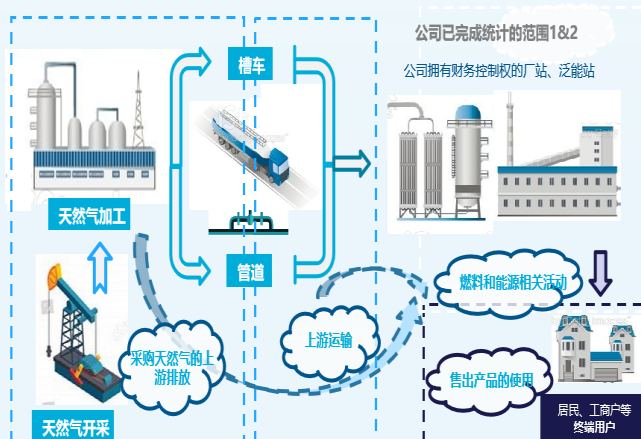 公司已完成统计的范围1&2
公司拥有财务控制权的厂站、泛能站
槽车
天然气加工
管道
燃料和能源相关活动
上游运输
采购天然气的上
游排放
售出产品的使用
天然气开采
居民、工商户等
终端用户